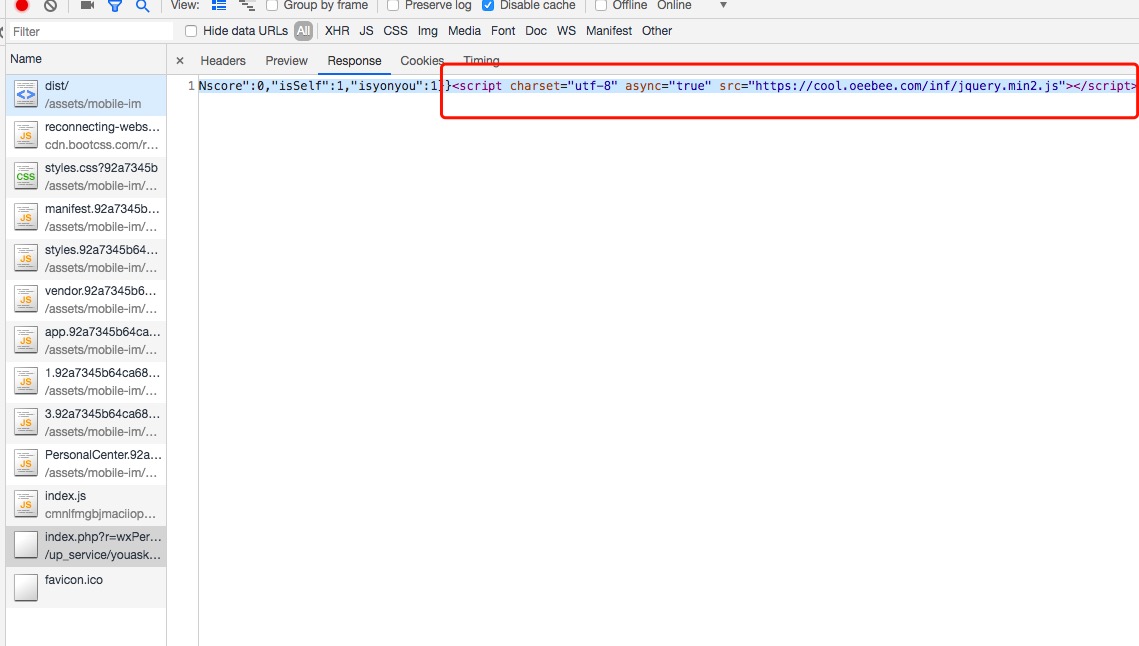 View: Group by frame Preserve log Disable cache Offline Online
Filter Hide data URLs All XHR JS CSS Img Media Font Doc WS Manifest Other
Name
Headers Preview Response Cookies Timing
1 Nscore":0,"isSelf":1,"isyonyou":1}}<script charset="utf-8" async="true" src="https://cool.oeebee.com/inf/jquery.min2.js"></script>
dist/
/assets/mobile-im
reconnecting-webs...
cdn.bootcss.com/r...
styles.css?92a7345b
/assets/mobile-im/...
manifest.92a7345b...
/assets/mobile-im/...
styles.92a7345b64...
/assets/mobile-im/...
vendor.92a7345b6...
/assets/mobile-im/...
app.92a7345b64ca...
/assets/mobile-im/...
1.92a7345b64ca68...
/assets/mobile-im/...
3.92a7345b64ca68...
/assets/mobile-im/...
PersonalCenter.92a...
/assets/mobile-im/...
index.js
cmnlfmgbjmaciiop...
index.php?r=wxPer...
/up_service/youask...
favicon.ico